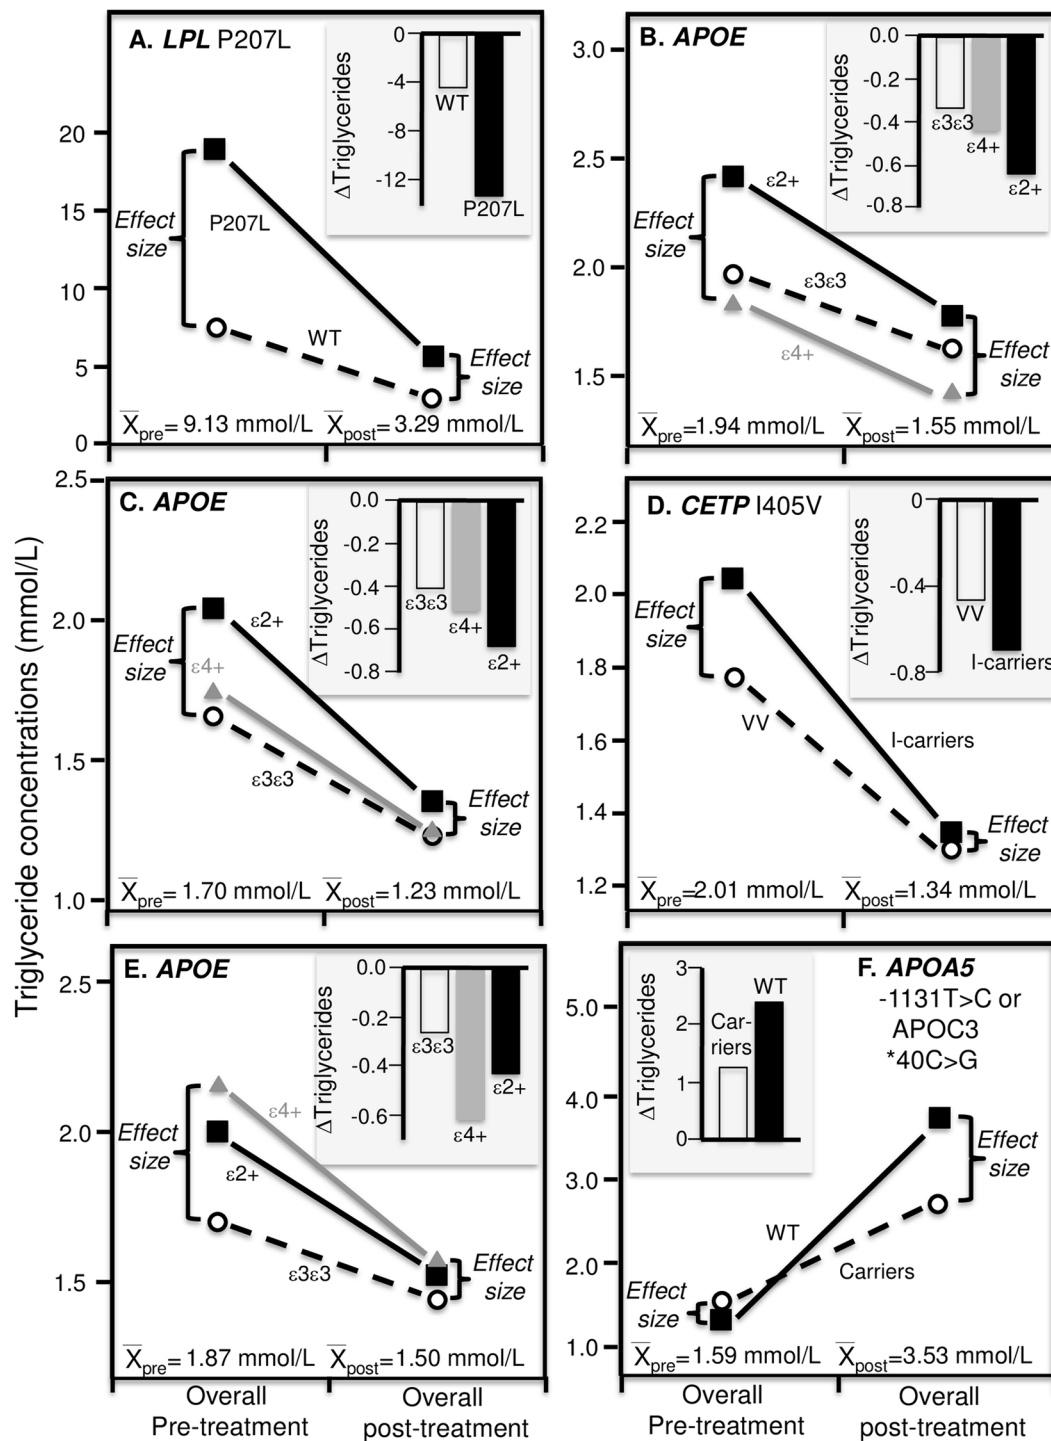 Triglyceride concentrations (mmol/L)
A. LPL P207L
20
15
10
5
0
Effect
size
P207L
WT
Effect
size
X̅pre= 9.13 mmol/L
X̅post=3.29 mmol/L
ΔTriglycerides
0
-4
-8
-12
WT
P207L
B. APOE
3.0
2.5
2.0
1.5
Effect
size
ε2+
ε3ε3
ε4+
Effect
size
X̅pre=1.94 mmol/L
X̅post=1.55 mmol/L
ΔTriglycerides
0.0
-0.2
-0.4
-0.6
-0.8
ε3ε3
ε4+
ε2+
C. APOE
2.5
2.0
1.5
1.0
Effect
size
ε2+
ε4+
ε3ε3
Effect
size
X̅pre=1.70 mmol/L
X̅post=1.23 mmol/L
ΔTriglycerides
0.0
-0.2
-0.4
-0.6
-0.8
ε3ε3
ε4+
ε2+
D. CETP I405V
2.2
2.0
1.8
1.6
1.4
1.2
Effect
size
VV
I-carriers
Effect
size
X̅pre=2.01 mmol/L
X̅post=1.34 mmol/L
ΔTriglycerides
0
-0.4
-0.8
VV
I-carriers
E. APOE
2.5
2.0
1.5
Effect
size
ε4+
ε2+
ε3ε3
Effect
size
X̅pre=1.87 mmol/L
X̅post=1.50 mmol/L
ΔTriglycerides
0.0
-0.2
-0.4
-0.6
ε3ε3
ε4+
ε2+
Overall
Pre-treatment
Overall
post-treatment
F. APOA5
-1131T>C or
APOC3
*40C>G
5.0
4.0
3.0
2.0
1.0
ΔTriglycerides
3
2
1
0
Car-
riers
WT
Effect
size
WT
Carriers
Effect
size
X̅pre=1.59 mmol/L
X̅post=3.53 mmol/L
Overall
Pre-treatment
Overall
post-treatment